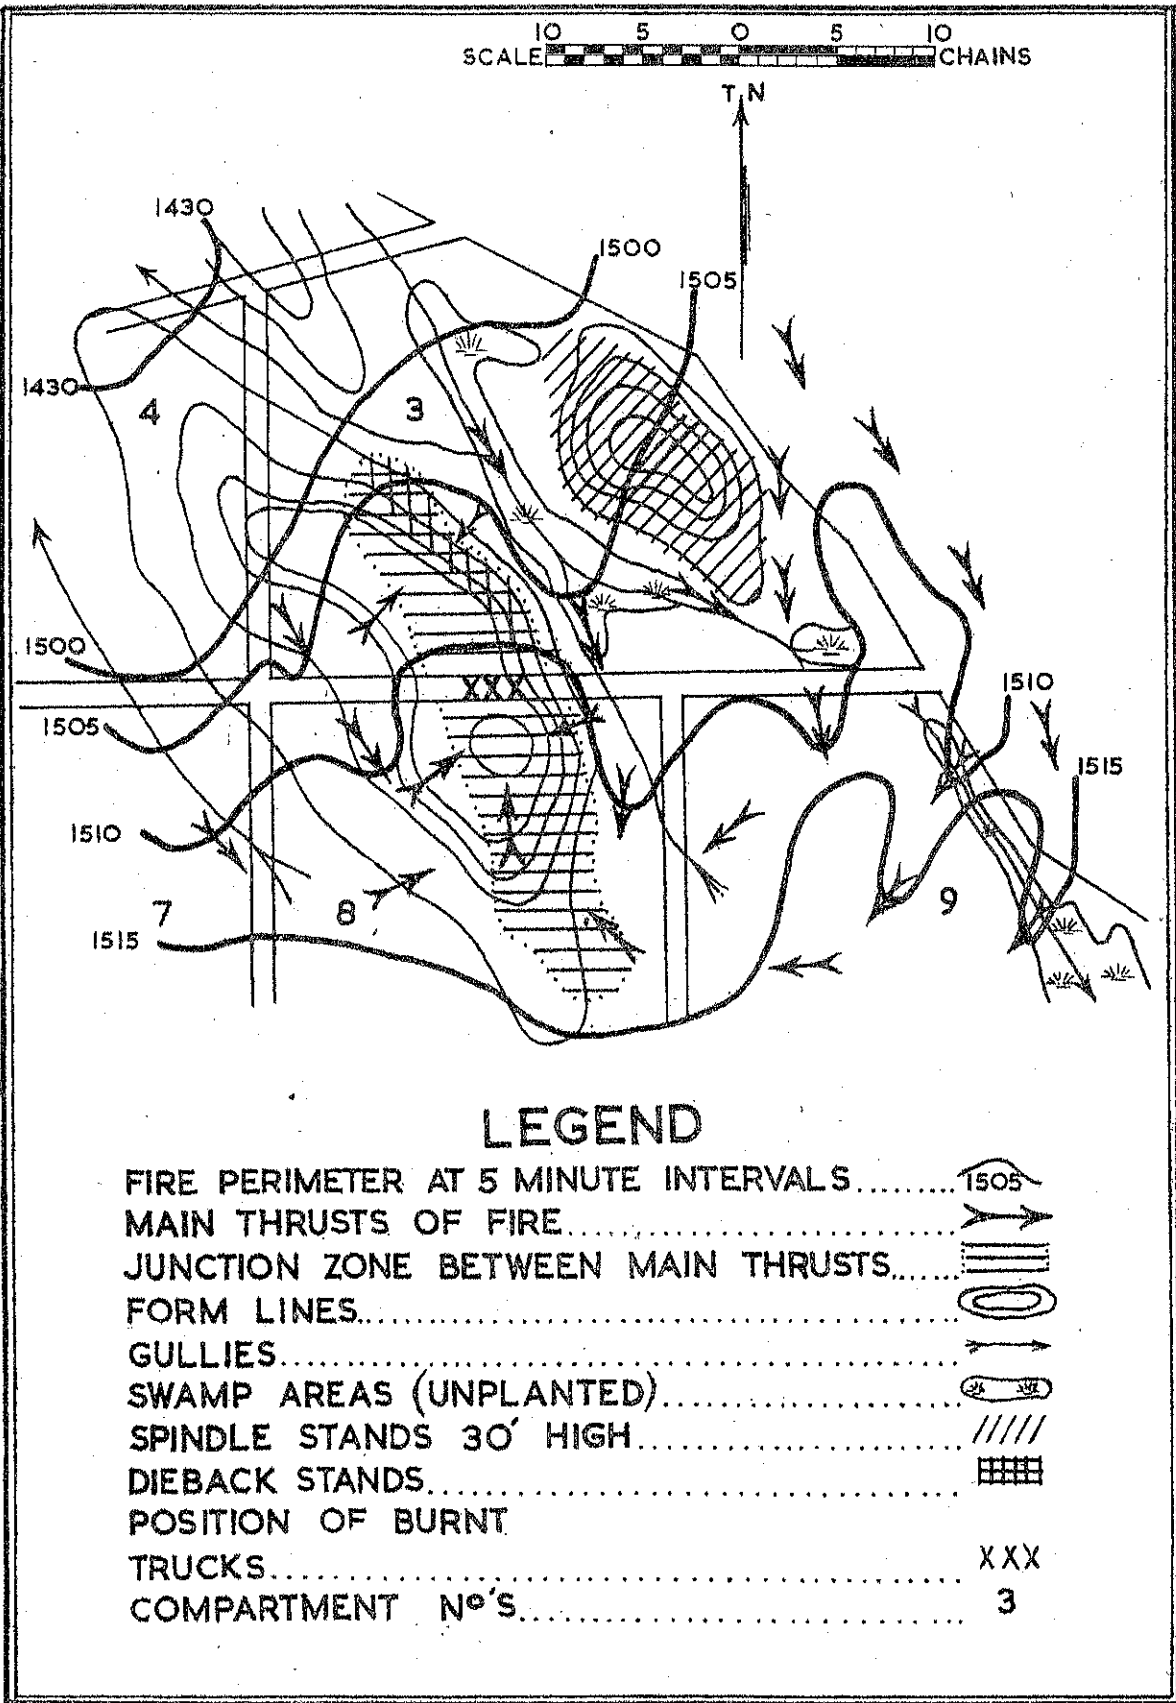 10 5 0 5 10
SCALE CHAINS
T N
1430
1500
1505
1430
4
3
1500
XXX
1510
1505
1515
1510
7
8
9
1515
LEGEND
FIRE PERIMETER AT 5 MINUTE INTERVALS.......... 1505
MAIN THRUSTS OF FIRE..............................
JUNCTION ZONE BETWEEN MAIN THRUSTS.......
FORM LINES..............................................
GULLIES...................................................
SWAMP AREAS (UNPLANTED)......................
SPINDLE STANDS 30' HIGH.........................
DIEBACK STANDS.......................................
POSITION OF BURNT
TRUCKS.................................................... XXX
COMPARTMENT Nº'S................................ 3